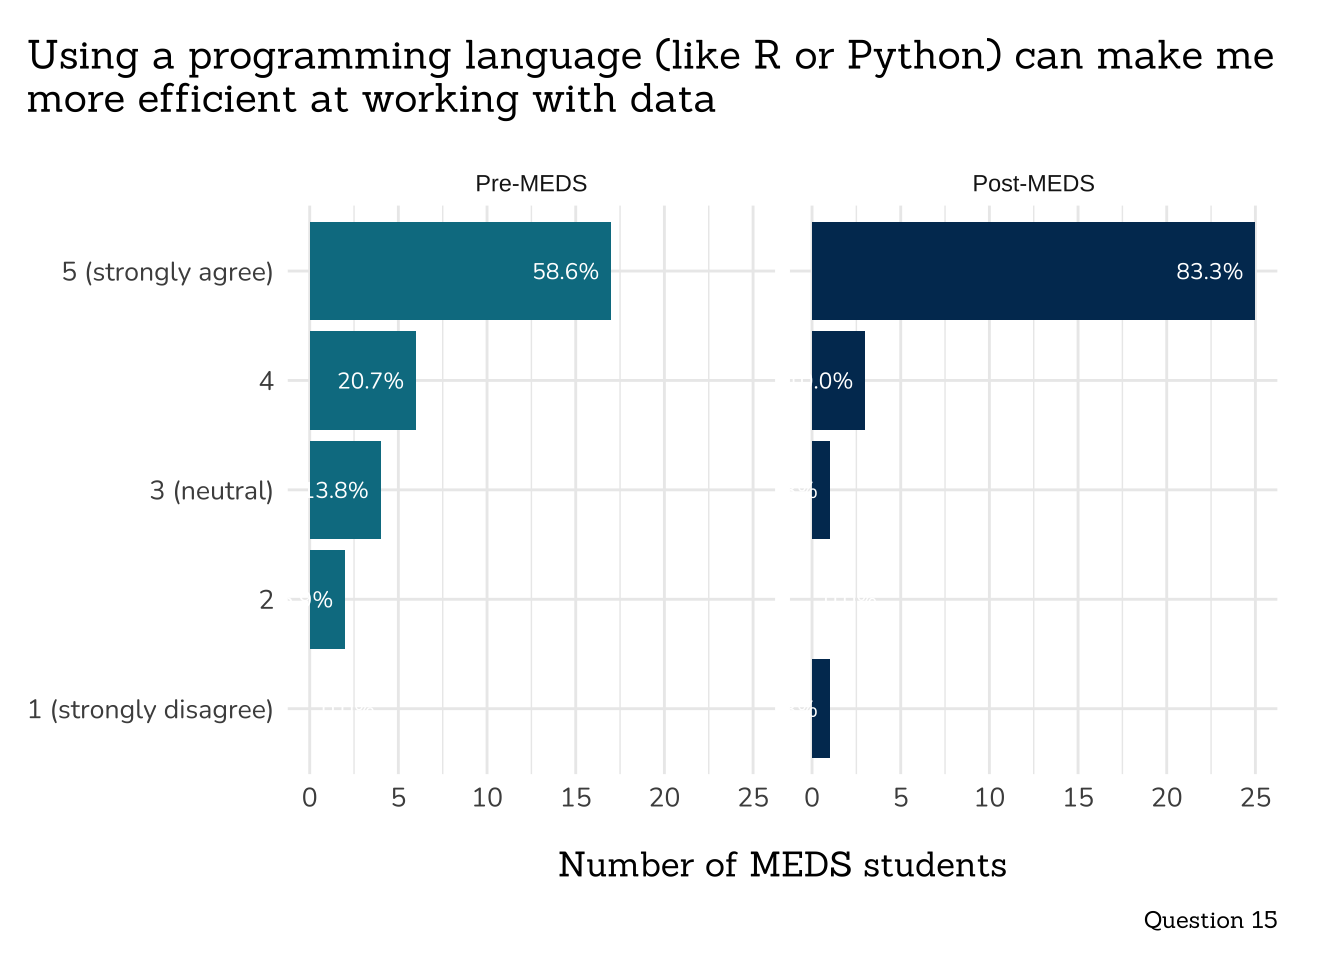 Using a programming language (like R or Python) can make me
more efficient at working with data
Pre-MEDS
Post-MEDS
5 (strongly agree)
58.6%
83.3%
4
20.7%
3 (neutral)
13.8%
2
1 (strongly disagree)
0 5 10 15 20 25 0 5 10 15 20 25
Number of MEDS students
Question 15